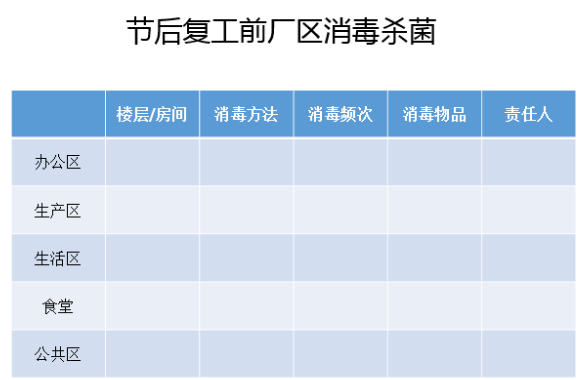 节后复工前厂区消毒杀菌
楼层/房间 消毒方法 消毒频次 消毒物品 责任人
办公区
生产区
生活区
食堂
公共区